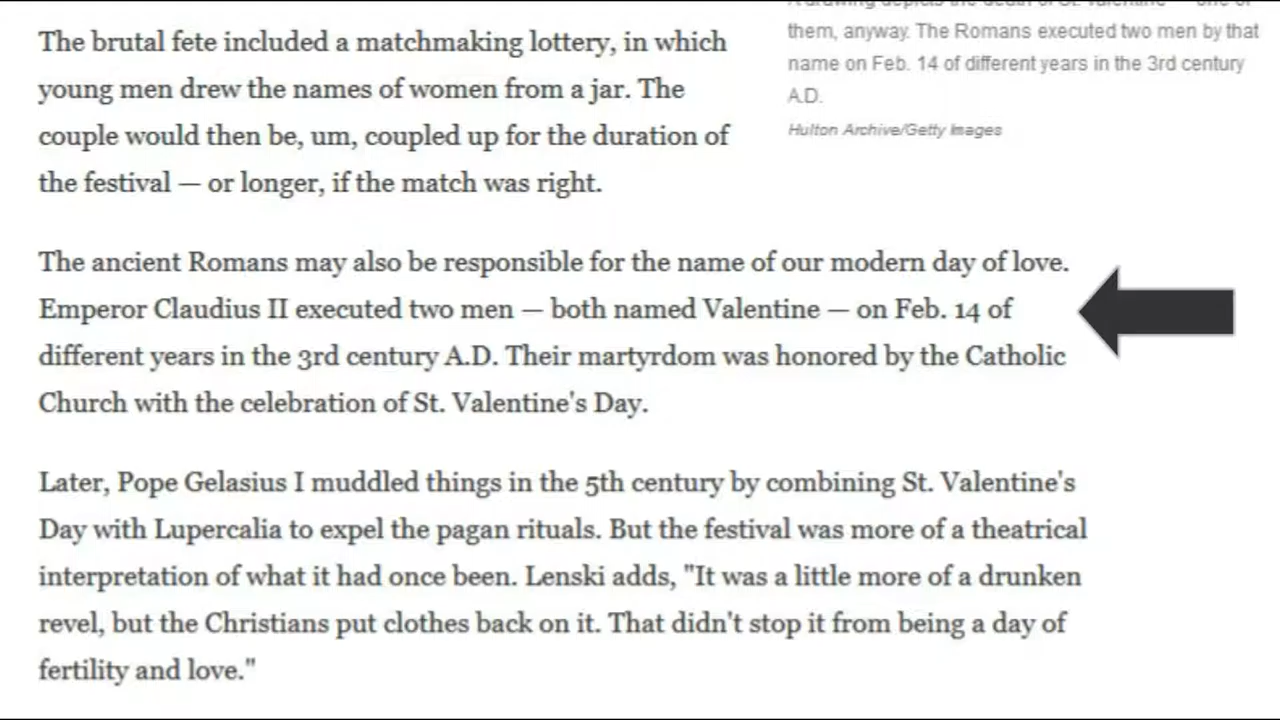 The brutal fete included a matchmaking lottery, in which
young men drew the names of women from a jar. The
couple would then be, um, coupled up for the duration of
the festival — or longer, if the match was right.
them, anyway. The Romans executed two men by that
name on Feb. 14 of different years in the 3rd century
A.D.
Hulton Archive/Getty Images
The ancient Romans may also be responsible for the name of our modern day of love.
Emperor Claudius II executed two men — both named Valentine — on Feb. 14 of
different years in the 3rd century A.D. Their martyrdom was honored by the Catholic
Church with the celebration of St. Valentine's Day.
Later, Pope Gelasius I muddled things in the 5th century by combining St. Valentine's
Day with Lupercalia to expel the pagan rituals. But the festival was more of a theatrical
interpretation of what it had once been. Lenski adds, "It was a little more of a drunken
revel, but the Christians put clothes back on it. That didn't stop it from being a day of
fertility and love."